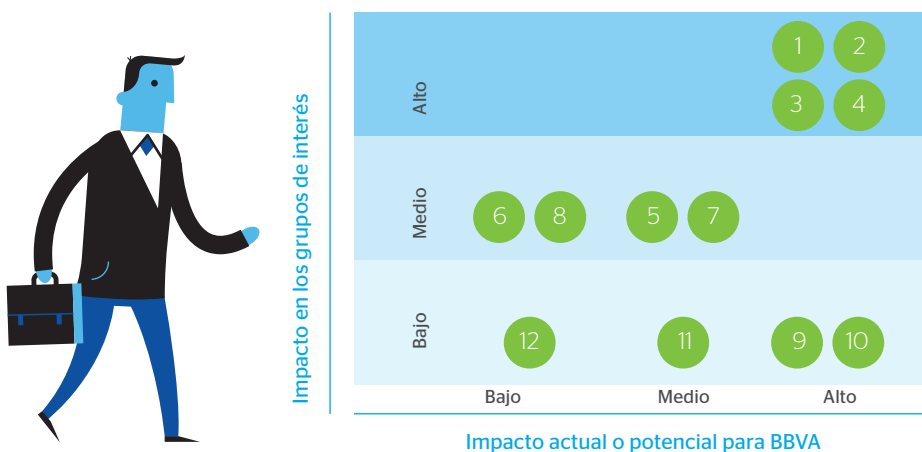 Impacto en los grupos de interés
Alto
1 2
3 4
Medio
6 8 5 7
Bajo
12 11 9 10
Bajo Medio Alto
Impacto actual o potencial para BBVA